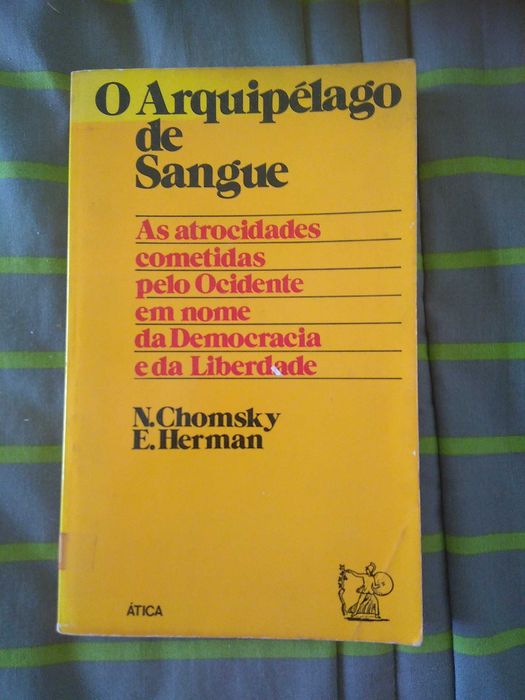 O Arquipélago
de
Sangue
As atrocidades
cometidas
pelo Ocidente
em nome
da Democracia
e da Liberdade
N.Chomsky
E.Herman
ÁTICA